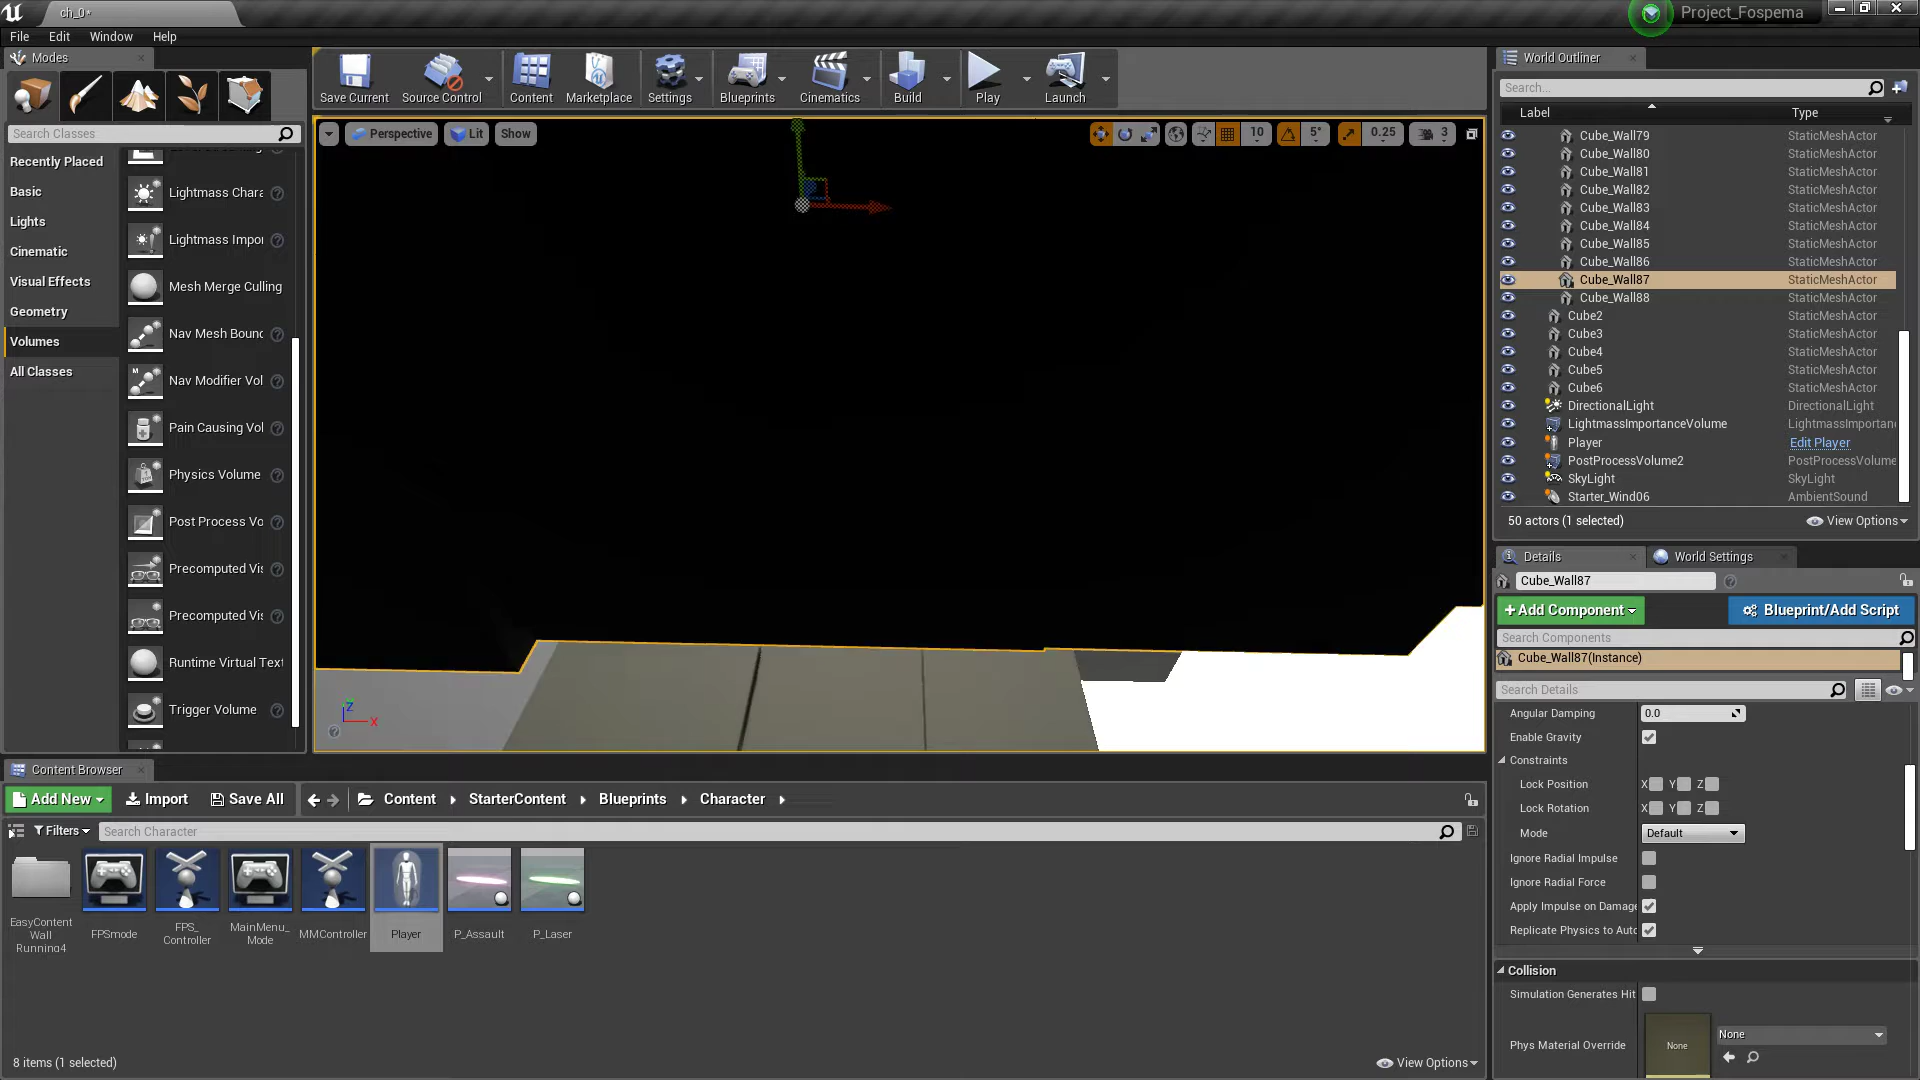 ch_0*
Project_Fospema
File
Edit
Window
Help
Modes
Search Classes
Recently Placed
Basic
Lights
Cinematic
Visual Effects
Geometry
Volumes
All Classes
Lightmass Chara
Lightmass Impor
Mesh Merge Culling
Nav Mesh Bound
Nav Modifier Vol
Pain Causing Vol
Physics Volume
Post Process Vo
Precomputed Vis
Precomputed Vis
Runtime Virtual Text
Trigger Volume
Save Current
Source Control
Content
Marketplace
Settings
Blueprints
Cinematics
Build
Play
Launch
Perspective
Lit
Show
10
5°
0.25
3
Z
X
World Outliner
Search...
Label
Type
Cube_Wall79
StaticMeshActor
Cube_Wall80
StaticMeshActor
Cube_Wall81
StaticMeshActor
Cube_Wall82
StaticMeshActor
Cube_Wall83
StaticMeshActor
Cube_Wall84
StaticMeshActor
Cube_Wall85
StaticMeshActor
Cube_Wall86
StaticMeshActor
Cube_Wall87
StaticMeshActor
Cube_Wall88
StaticMeshActor
Cube2
StaticMeshActor
Cube3
StaticMeshActor
Cube4
StaticMeshActor
Cube5
StaticMeshActor
Cube6
StaticMeshActor
DirectionalLight
DirectionalLight
LightmassImportanceVolume
LightmassImportan
Player
Edit Player
PostProcessVolume2
PostProcessVolume
SkyLight
SkyLight
Starter_Wind06
AmbientSound
50 actors (1 selected)
View Options
Details
World Settings
Cube_Wall87
+Add Component
Blueprint/Add Script
Search Components
Cube_Wall87(Instance)
Search Details
Angular Damping
0.0
Enable Gravity
Constraints
Lock Position
X
Y
Z
Lock Rotation
X
Y
Z
Mode
Default
Ignore Radial Impulse
Ignore Radial Force
Apply Impulse on Damage
Replicate Physics to Auto
Collision
Simulation Generates Hit
Phys Material Override
None
None
Content Browser
Add New
Import
Save All
Content
StarterContent
Blueprints
Character
Filters
Search Character
EasyContent
Wall
Running4
FPSmode
FPS_
Controller
MainMenu_
Mode
MMController
Player
P_Assault
P_Laser
8 items (1 selected)
View Options